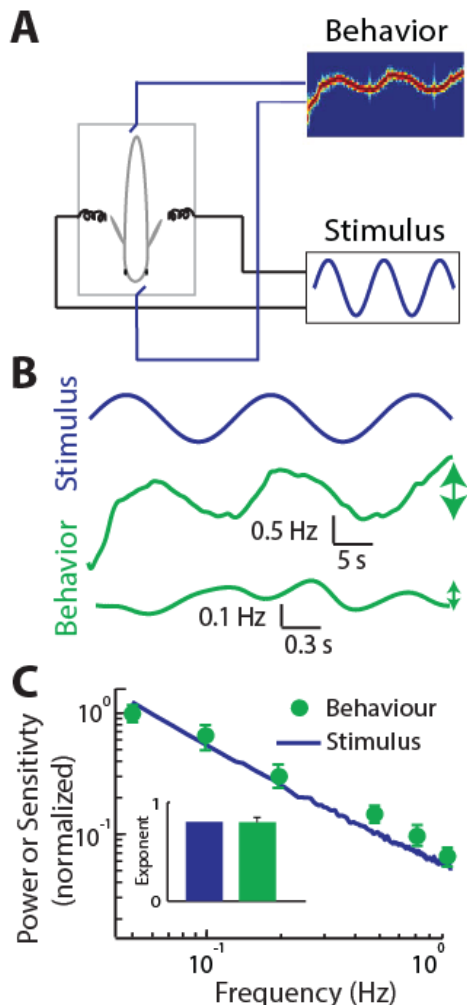 A
Behavior
Stimulus
B
Stimulus
Behavior
0.5 Hz
5 s
0.1 Hz
0.3 s
C
Power or Sensitivty
(normalized)
10^0
10^-1
Behaviour
Stimulus
Exponent
1
0
10^-1
10^0
Frequency (Hz)